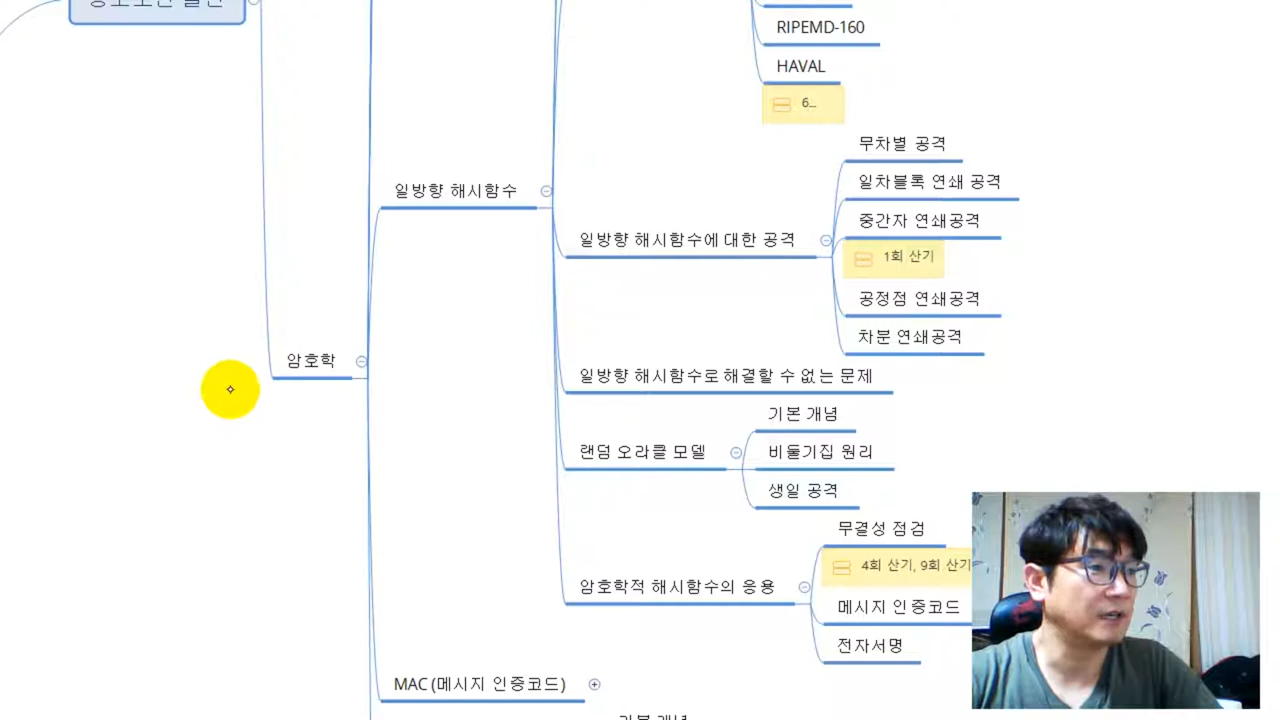 RIPEMD-160
HAVAL
6...
무차별 공격
일차블록 연쇄 공격
일방향 해시함수
중간자 연쇄공격
일방향 해시함수에 대한 공격
1회 산기
공정점 연쇄공격
차분 연쇄공격
암호학
일방향 해시함수로 해결할 수 없는 문제
기본 개념
랜덤 오라클 모델
비둘기집 원리
생일 공격
무결성 점검
4회 산기, 9회 산기
암호학적 해시함수의 응용
메시지 인증코드
전자서명
MAC (메시지 인증코드)